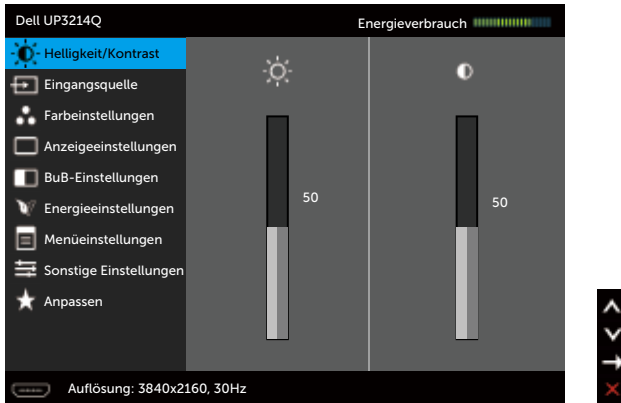 Dell UP3214Q
Energieverbrauch
Helligkeit/Kontrast
Eingangsquelle
Farbeinstellungen
Anzeigeeinstellungen
BuB-Einstellungen
Energieeinstellungen
Menüeinstellungen
Sonstige Einstellungen
Anpassen
50
50
Auflösung: 3840x2160, 30Hz